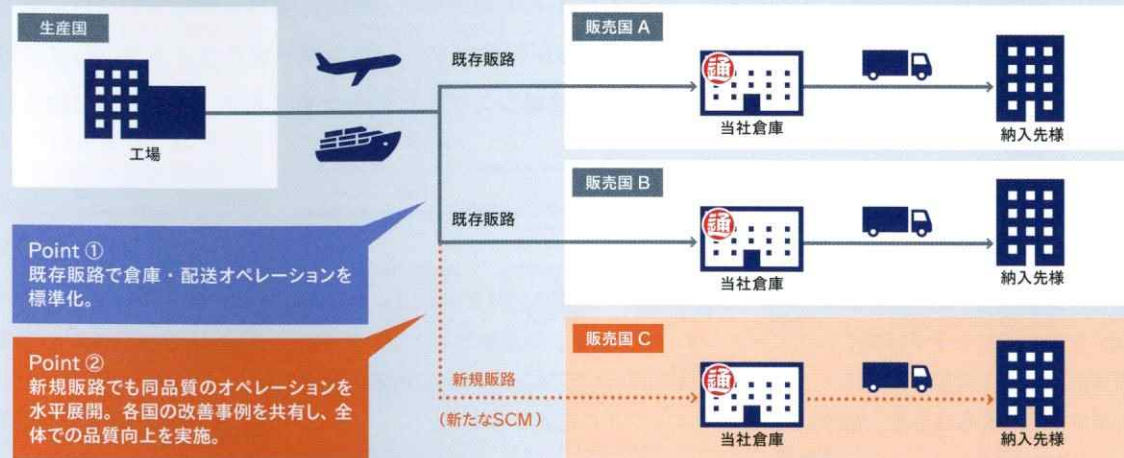 生産国
工場
既存販路
販売国 A
通
当社倉庫
納入先様
既存販路
販売国 B
通
当社倉庫
納入先様
Point ①
既存販路で倉庫・配送オペレーションを
標準化。
Point ②
新規販路でも同品質のオペレーションを
水平展開。各国の改善事例を共有し、全
体での品質向上を実施。
新規販路
(新たなSCM)
販売国 C
通
当社倉庫
納入先様